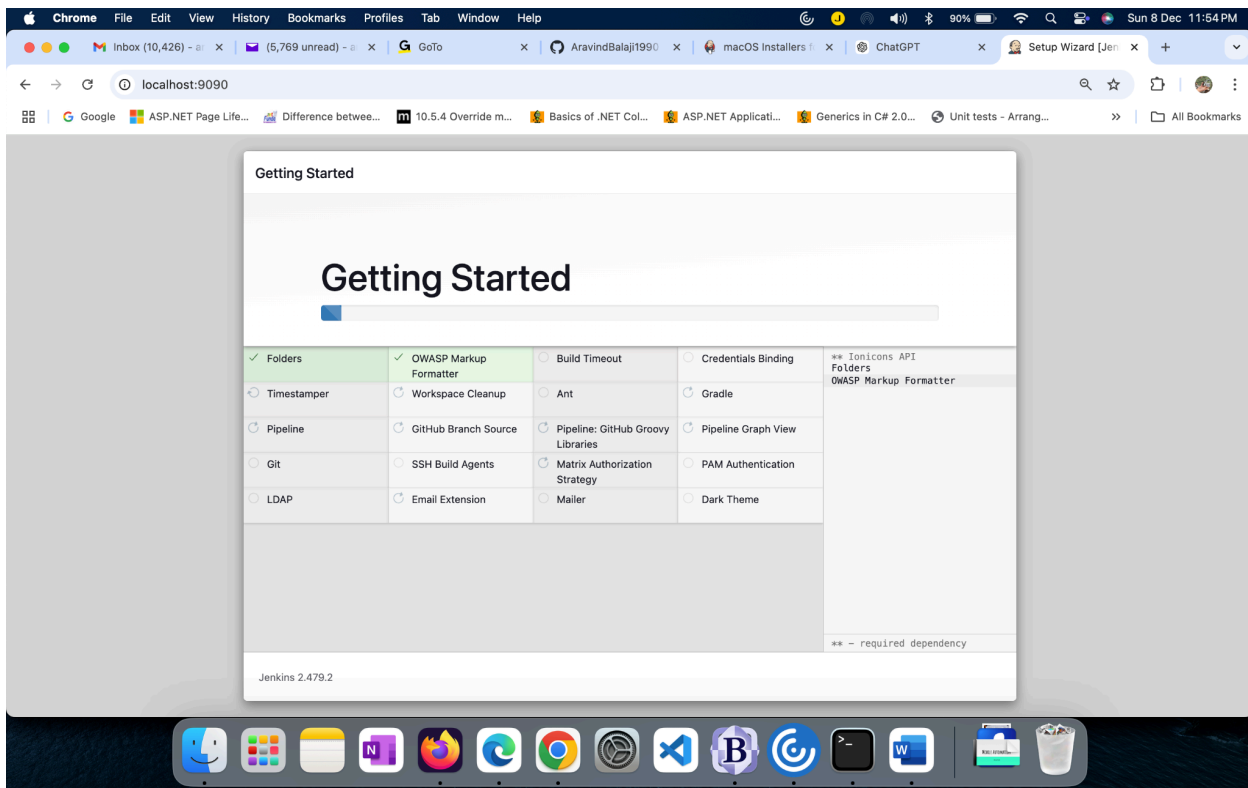 Chrome File Edit View History Bookmarks Profiles Tab Window Help 90% Sun 8 Dec 11:54 PM
Inbox (10,426) - (5,769 unread) - G GoTo AravindBalaji1990 macOS Installers ChatGPT Setup Wizard [Jen
localhost:9090
Google ASP.NET Page Life... Difference betwee... m 10.5.4 Override m... Basics of .NET Col... ASP.NET Applicati... Generics in C# 2.0... Unit tests - Arrang... » All Bookmarks
Getting Started
Getting Started
Folders
OWASP Markup
Formatter
Build Timeout
Credentials Binding
Timestamper
Workspace Cleanup
Ant
Gradle
Pipeline
GitHub Branch Source
Pipeline: GitHub Groovy
Libraries
Pipeline Graph View
Git
SSH Build Agents
Matrix Authorization
Strategy
PAM Authentication
LDAP
Email Extension
Mailer
Dark Theme
** Ionicons API
Folders
OWASP Markup Formatter
** - required dependency
Jenkins 2.479.2
N
B
>_
W